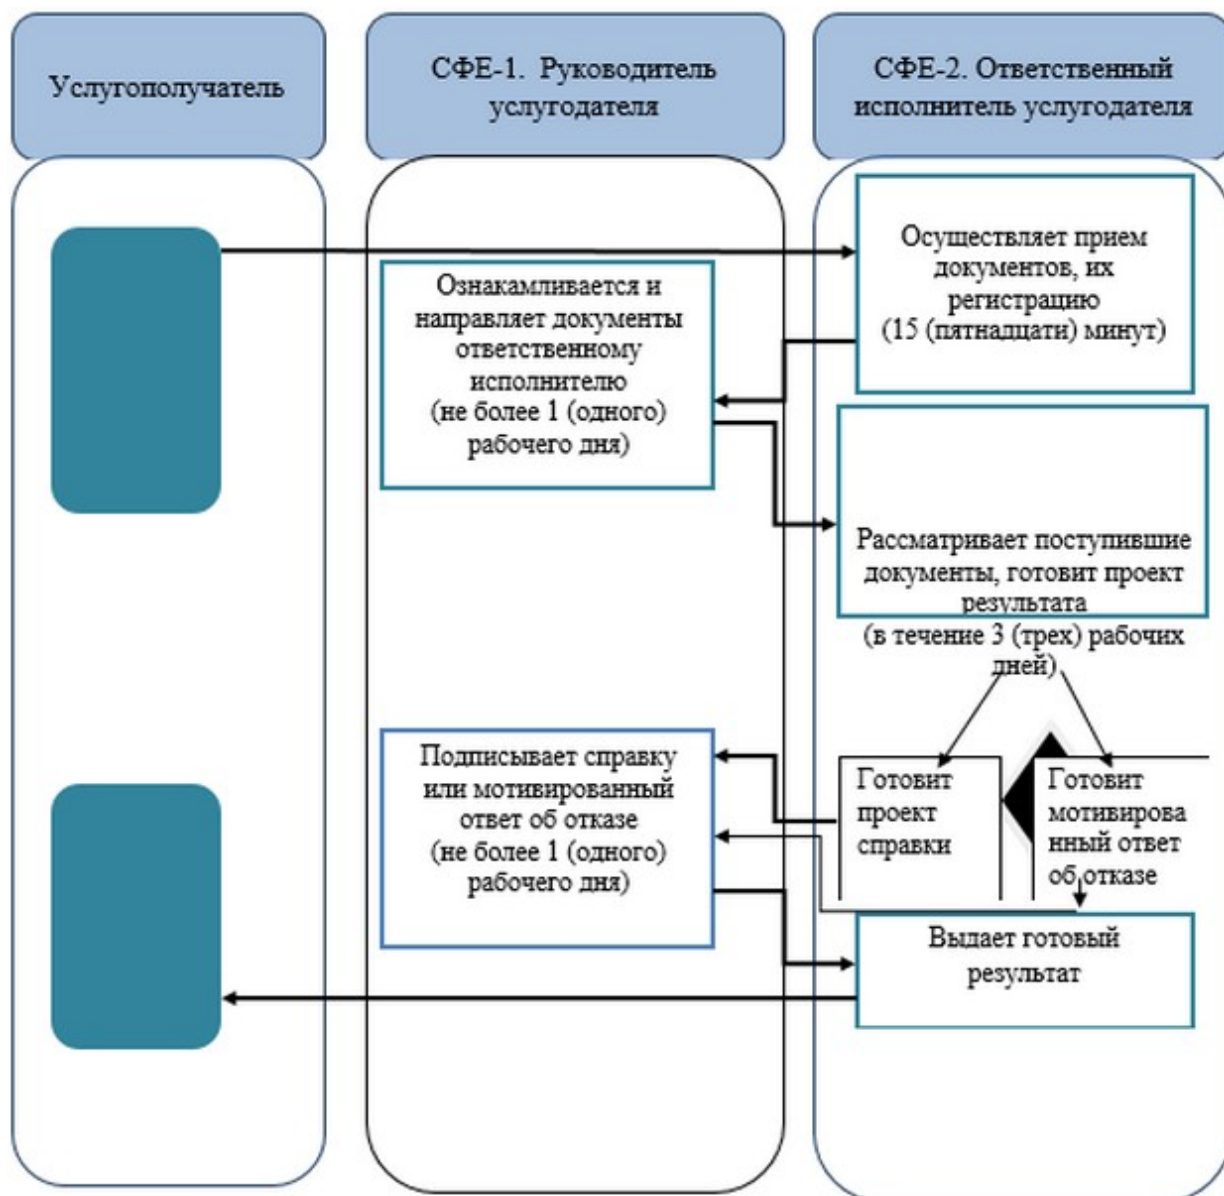 Услугополучатель
СФЕ-1. Руководитель
услугодателя
СФЕ-2. Ответственный
исполнитель услугодателя
Осуществляет прием
документов, их
регистрацию
(15 (пятнадцати) минут)
Ознакамливается и
направляет документы
ответственному
исполнителю
(не более 1 (одного)
рабочего дня)
Рассматривает поступившие
документы, готовит проект
результата
(в течение 3 (трех) рабочих
дней)
Подписывает справку
или мотивированный
ответ об отказе
(не более 1 (одного)
рабочего дня)
Готовит
проект
справки
Готовит
мотивирова
нный ответ
об отказе
Выдает готовый
результат